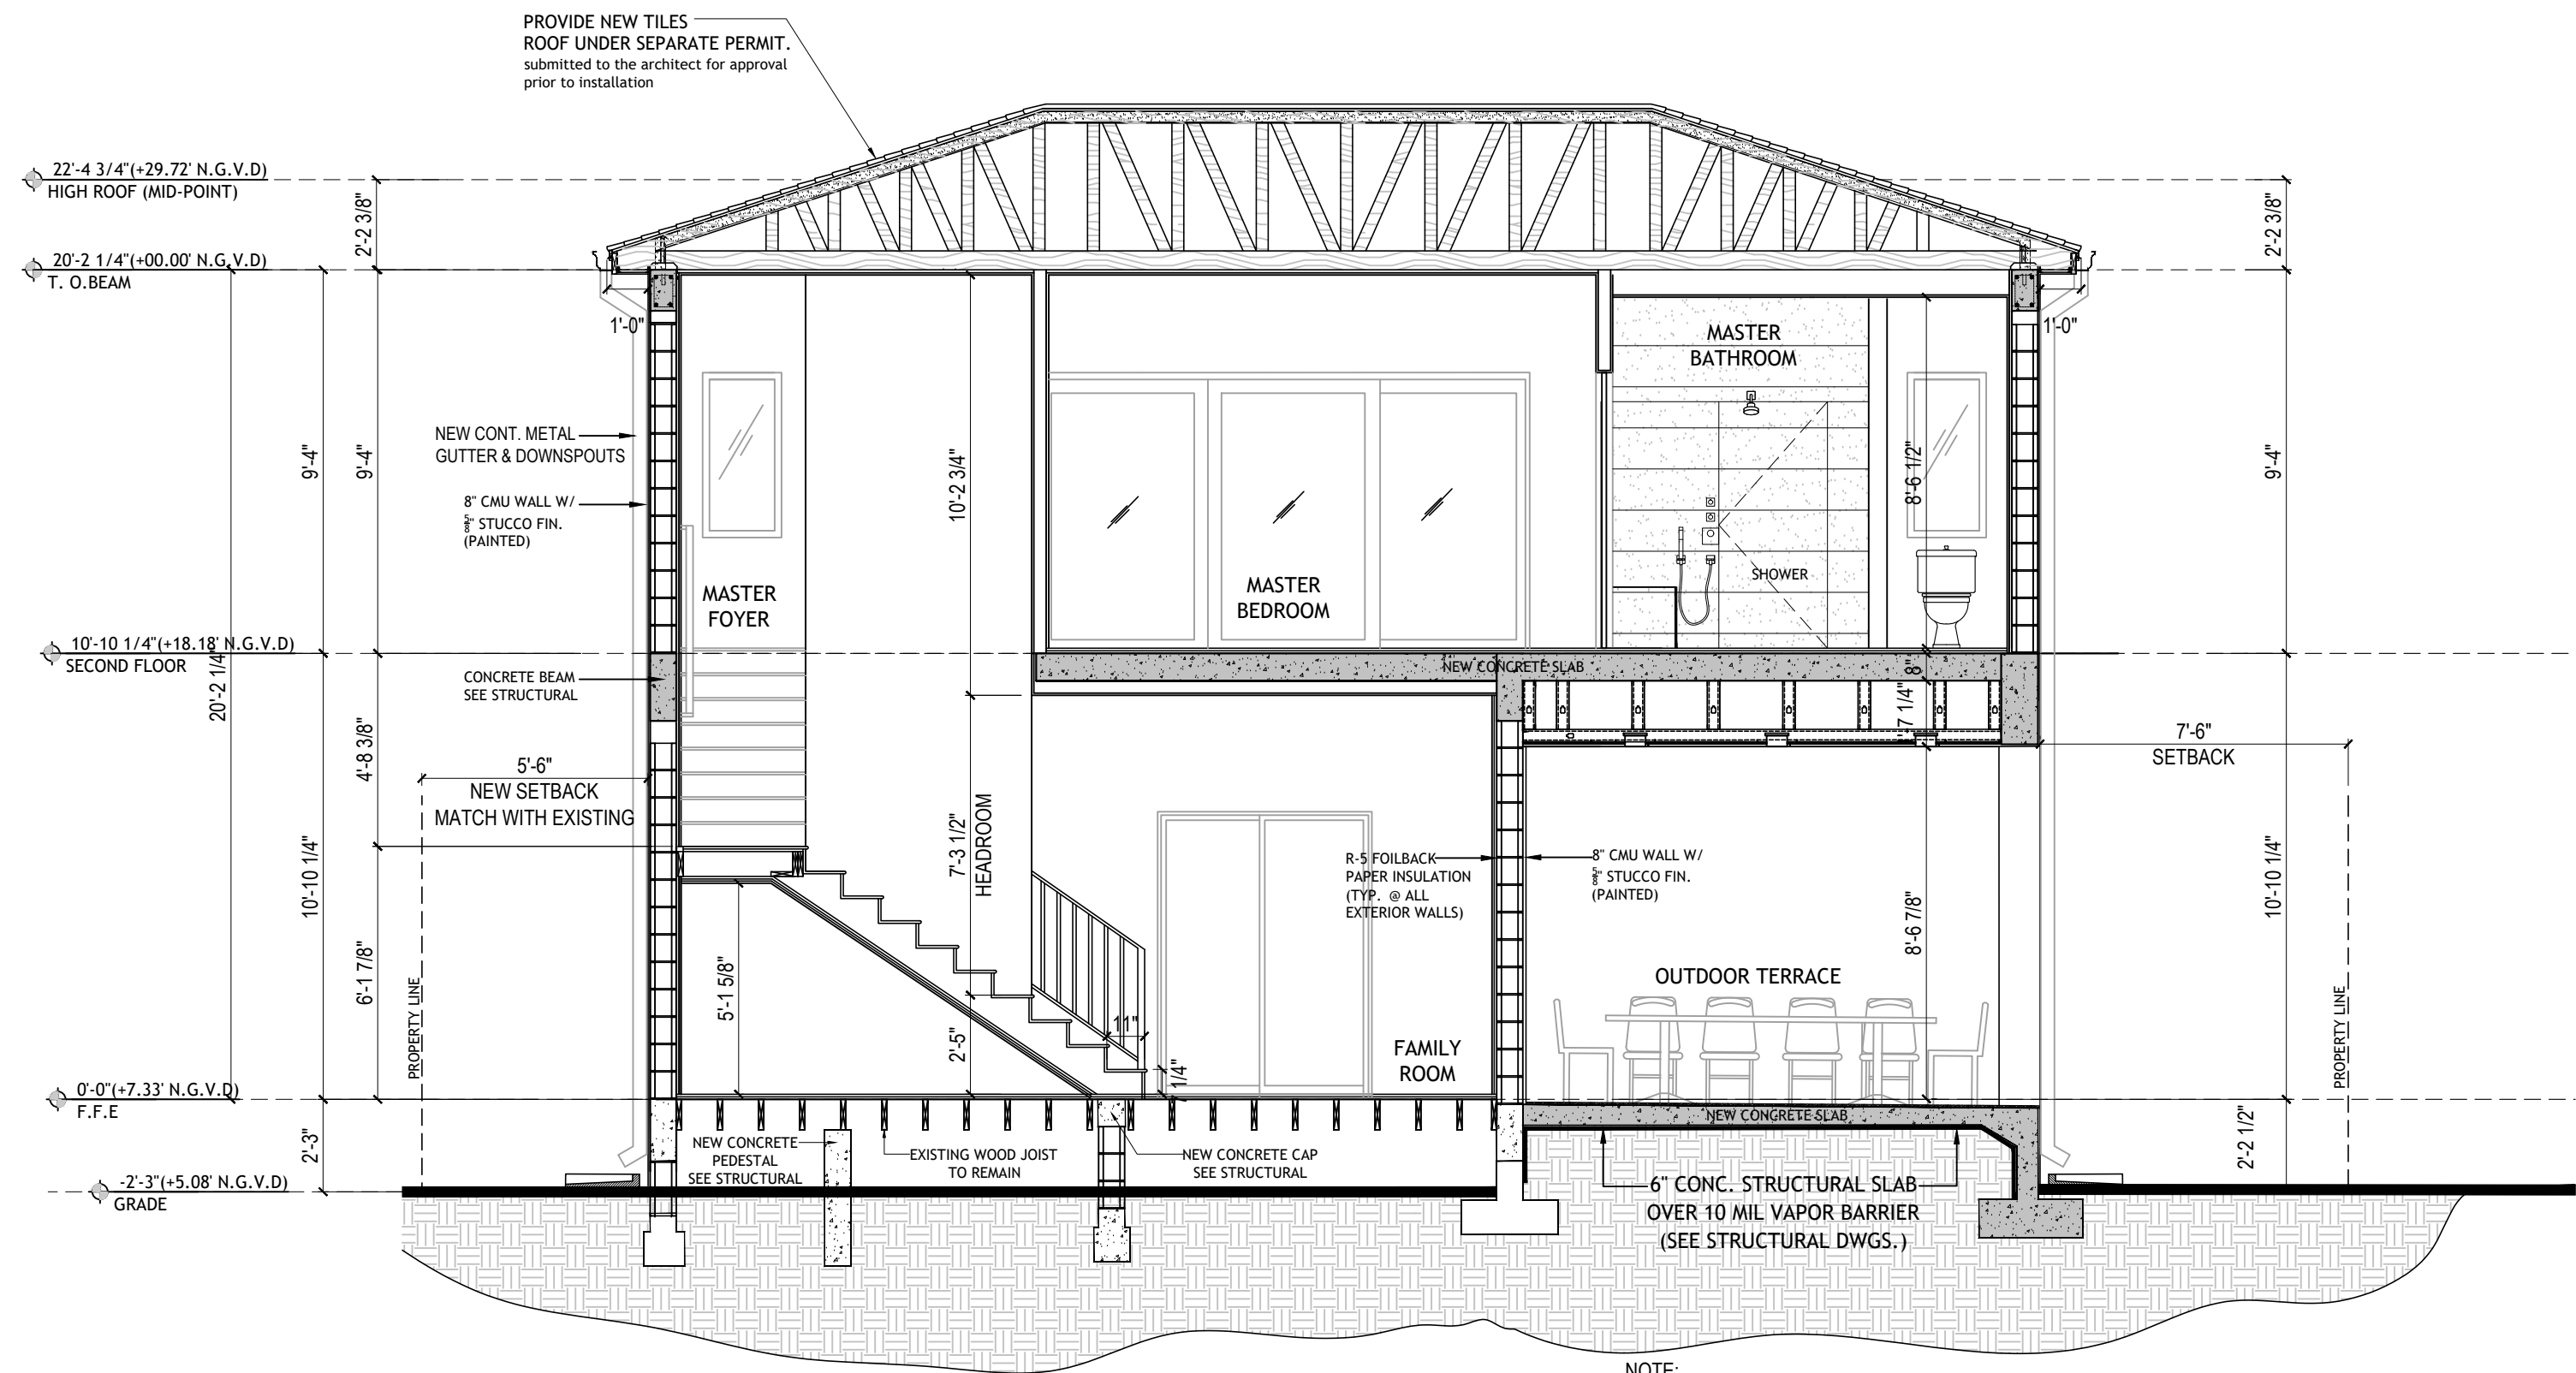 PROVIDE NEW TILES
ROOF UNDER SEPARATE PERMIT.
submitted to the architect for approval
prior to installation
22'-4 3/4"(+29.72' N.G.V.D)
HIGH ROOF (MID-POINT)
2'-2 3/8"
2'-2 3/8"
20'-2 1/4"(+00.00' N.G.V.D)
T. O.BEAM
1'-0"
1'-0"
MASTER
BATHROOM
NEW CONT. METAL
GUTTER & DOWNSPOUTS
9'-4"
9'-4"
10'-2 3/4"
8'-6 1/2"
9'-4"
8" CMU WALL W/
5/8" STUCCO FIN.
(PAINTED)
SHOWER
MASTER
FOYER
MASTER
BEDROOM
10'-10 1/4"(+18.18' N.G.V.D)
SECOND FLOOR
20'-2 1/4"
CONCRETE BEAM
SEE STRUCTURAL
NEW CONCRETE SLAB
8"
7 1/4"
4'-8 3/8"
7'-6"
SETBACK
5'-6"
NEW SETBACK
MATCH WITH EXISTING
7'-3 1/2"
HEADROOM
R-5 FOILBACK
PAPER INSULATION
(TYP. @ ALL
EXTERIOR WALLS)
8" CMU WALL W/
5/8" STUCCO FIN.
(PAINTED)
10'-10 1/4"
6'-1 7/8"
8'-6 7/8"
10'-10 1/4"
PROPERTY LINE
5'-1 5/8"
2'-5"
11"
1/4"
OUTDOOR TERRACE
FAMILY
ROOM
PROPERTY LINE
0'-0"(+7.33' N.G.V.D)
F.F.E
NEW CONCRETE SLAB
2'-3"
2'-2 1/2"
NEW CONCRETE
PEDESTAL
SEE STRUCTURAL
EXISTING WOOD JOIST
TO REMAIN
NEW CONCRETE CAP
SEE STRUCTURAL
-2'-3"(+5.08' N.G.V.D)
GRADE
6" CONC. STRUCTURAL SLAB
OVER 10 MIL VAPOR BARRIER
(SEE STRUCTURAL DWGS.)
NOTE: